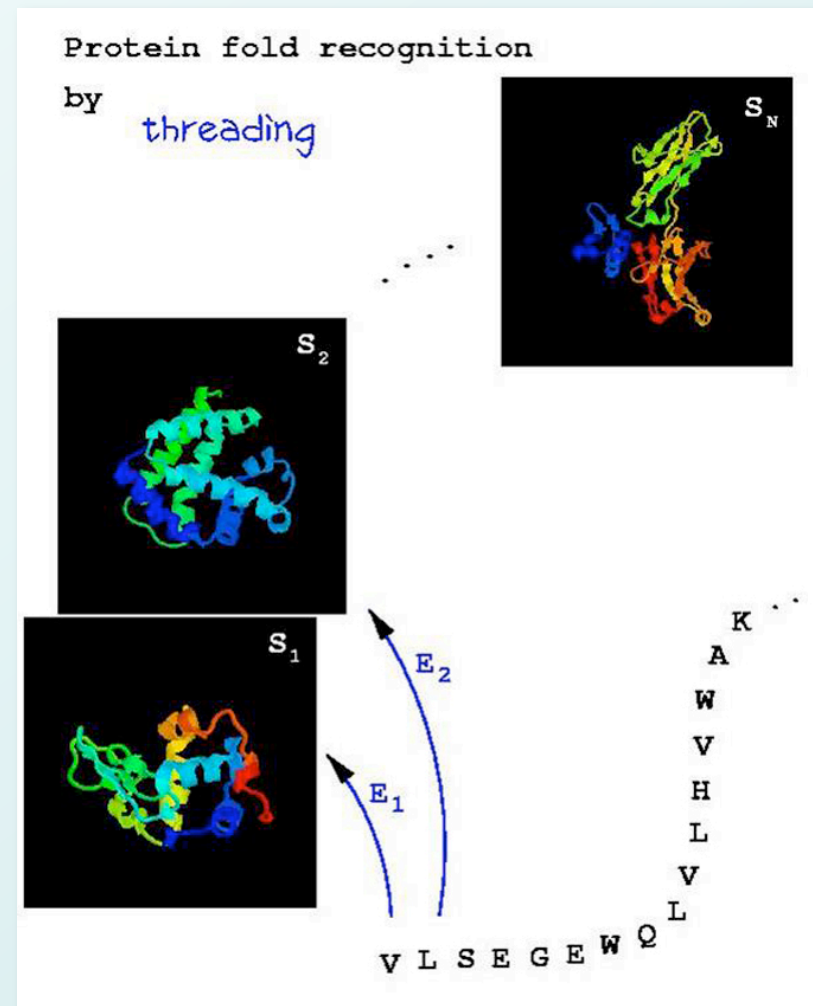 Protein fold recognition
by
threading
S_N
S_2
S_1
E_2
E_1
V L S E G E W Q L V L H V W A K . .